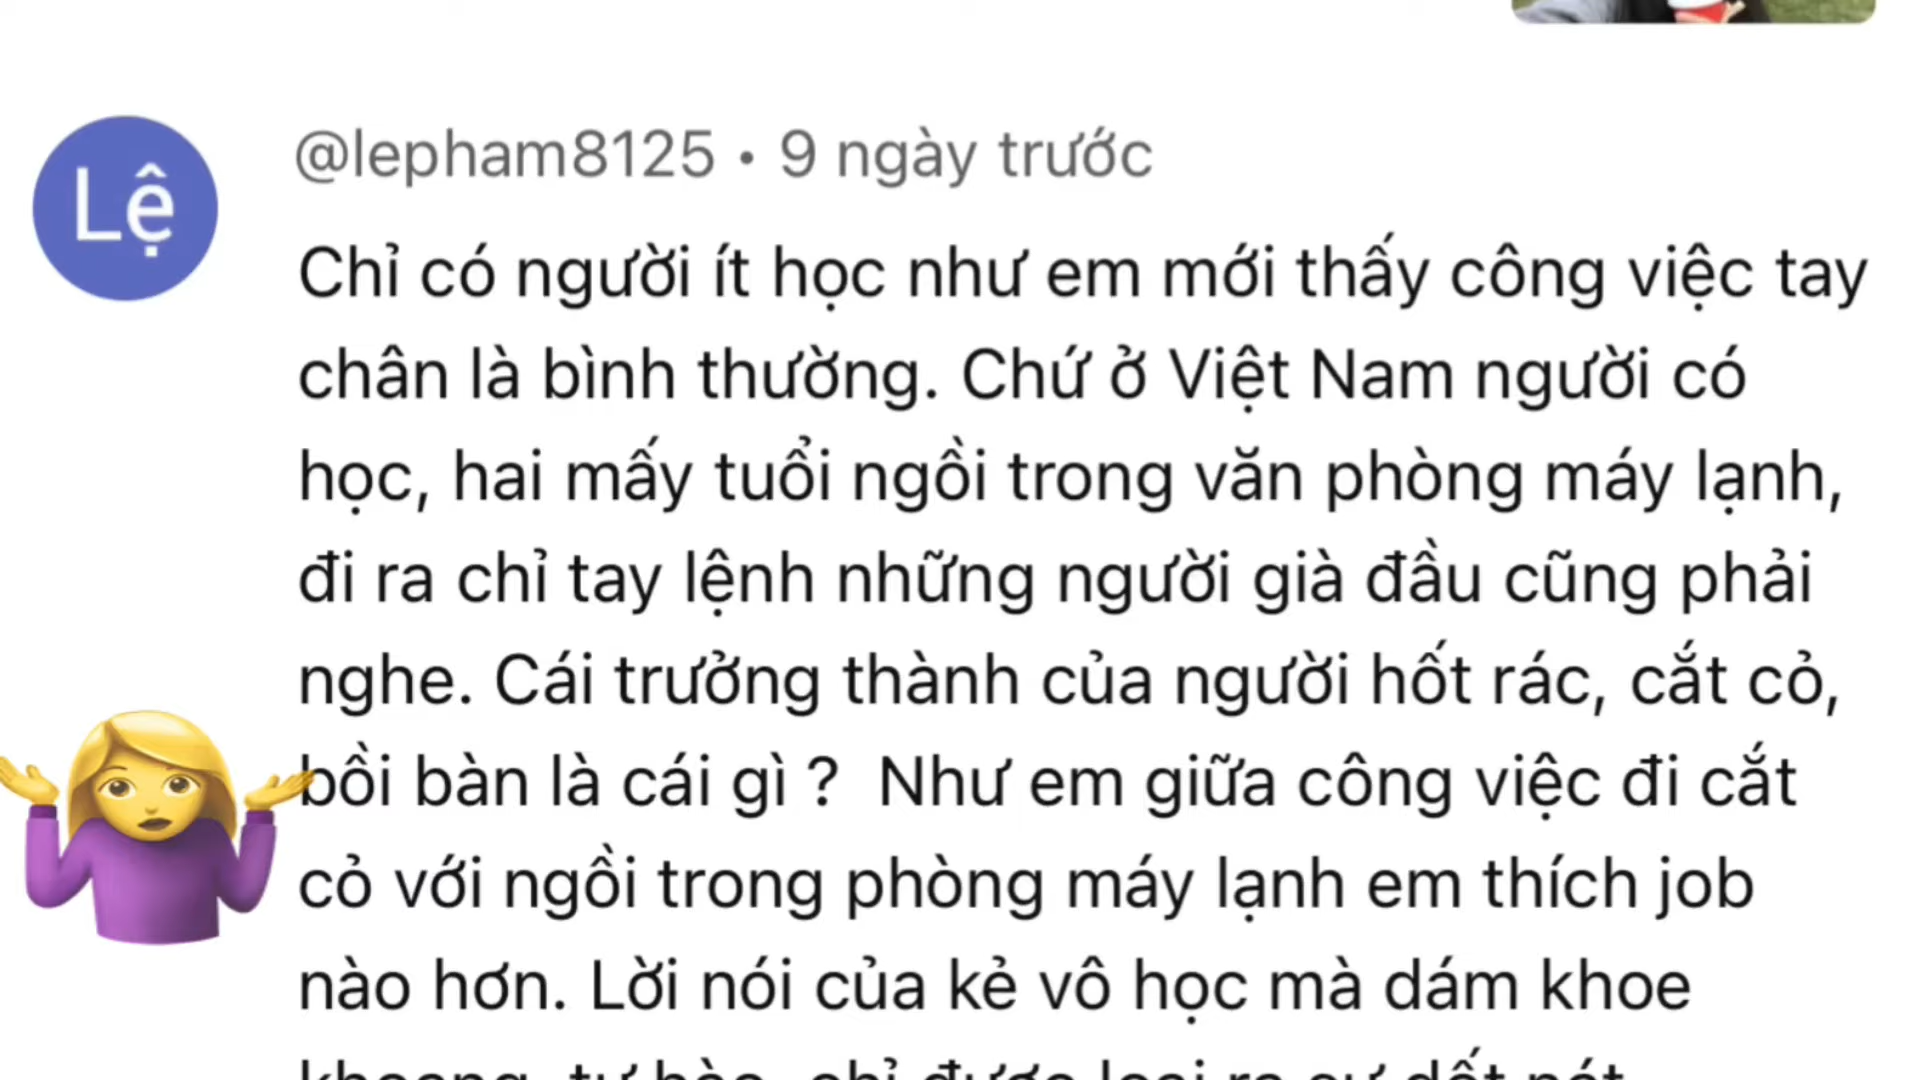 Lệ
@lepham8125 • 9 ngày trước
Chỉ có người ít học như em mới thấy công việc tay
chân là bình thường. Chứ ở Việt Nam người có
học, hai mấy tuổi ngồi trong văn phòng máy lạnh,
đi ra chỉ tay lệnh những người già đầu cũng phải
nghe. Cái trưởng thành của người hốt rác, cắt cỏ,
bồi bàn là cái gì ?  Như em giữa công việc đi cắt
cỏ với ngồi trong phòng máy lạnh em thích job
nào hơn. Lời nói của kẻ vô học mà dám khoe